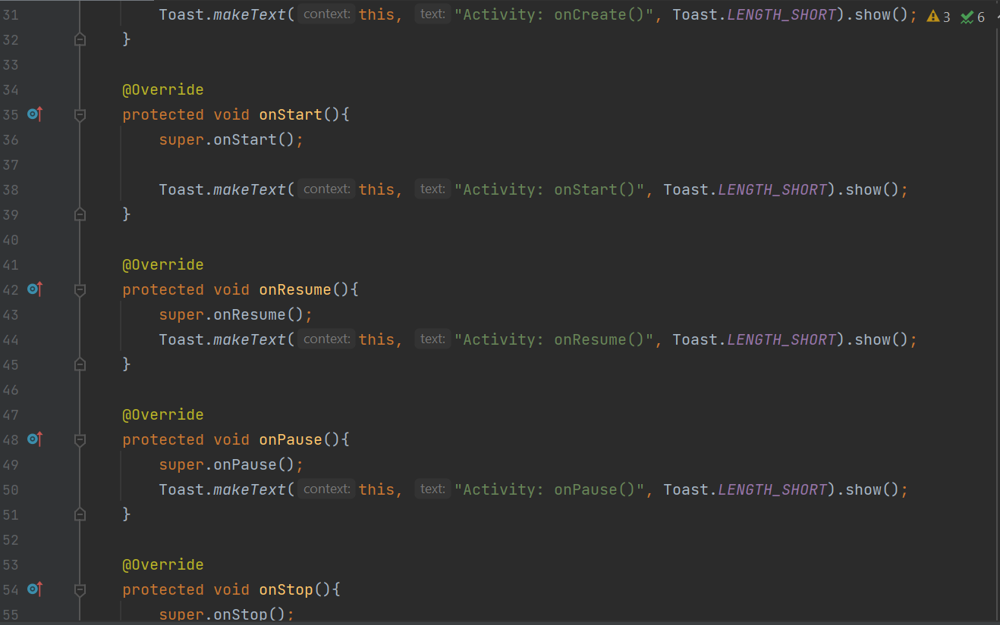 31 Toast.makeText( context: this, text: "Activity: onCreate()", Toast.LENGTH_SHORT).show(); 3 6
32 }
33
34 @Override
35 protected void onStart(){
36 super.onStart();
37
38 Toast.makeText( context: this, text: "Activity: onStart()", Toast.LENGTH_SHORT).show();
39 }
40
41 @Override
42 protected void onResume(){
43 super.onResume();
44 Toast.makeText( context: this, text: "Activity: onResume()", Toast.LENGTH_SHORT).show();
45 }
46
47 @Override
48 protected void onPause(){
49 super.onPause();
50 Toast.makeText( context: this, text: "Activity: onPause()", Toast.LENGTH_SHORT).show();
51 }
52
53 @Override
54 protected void onStop(){
55 super.onStop();